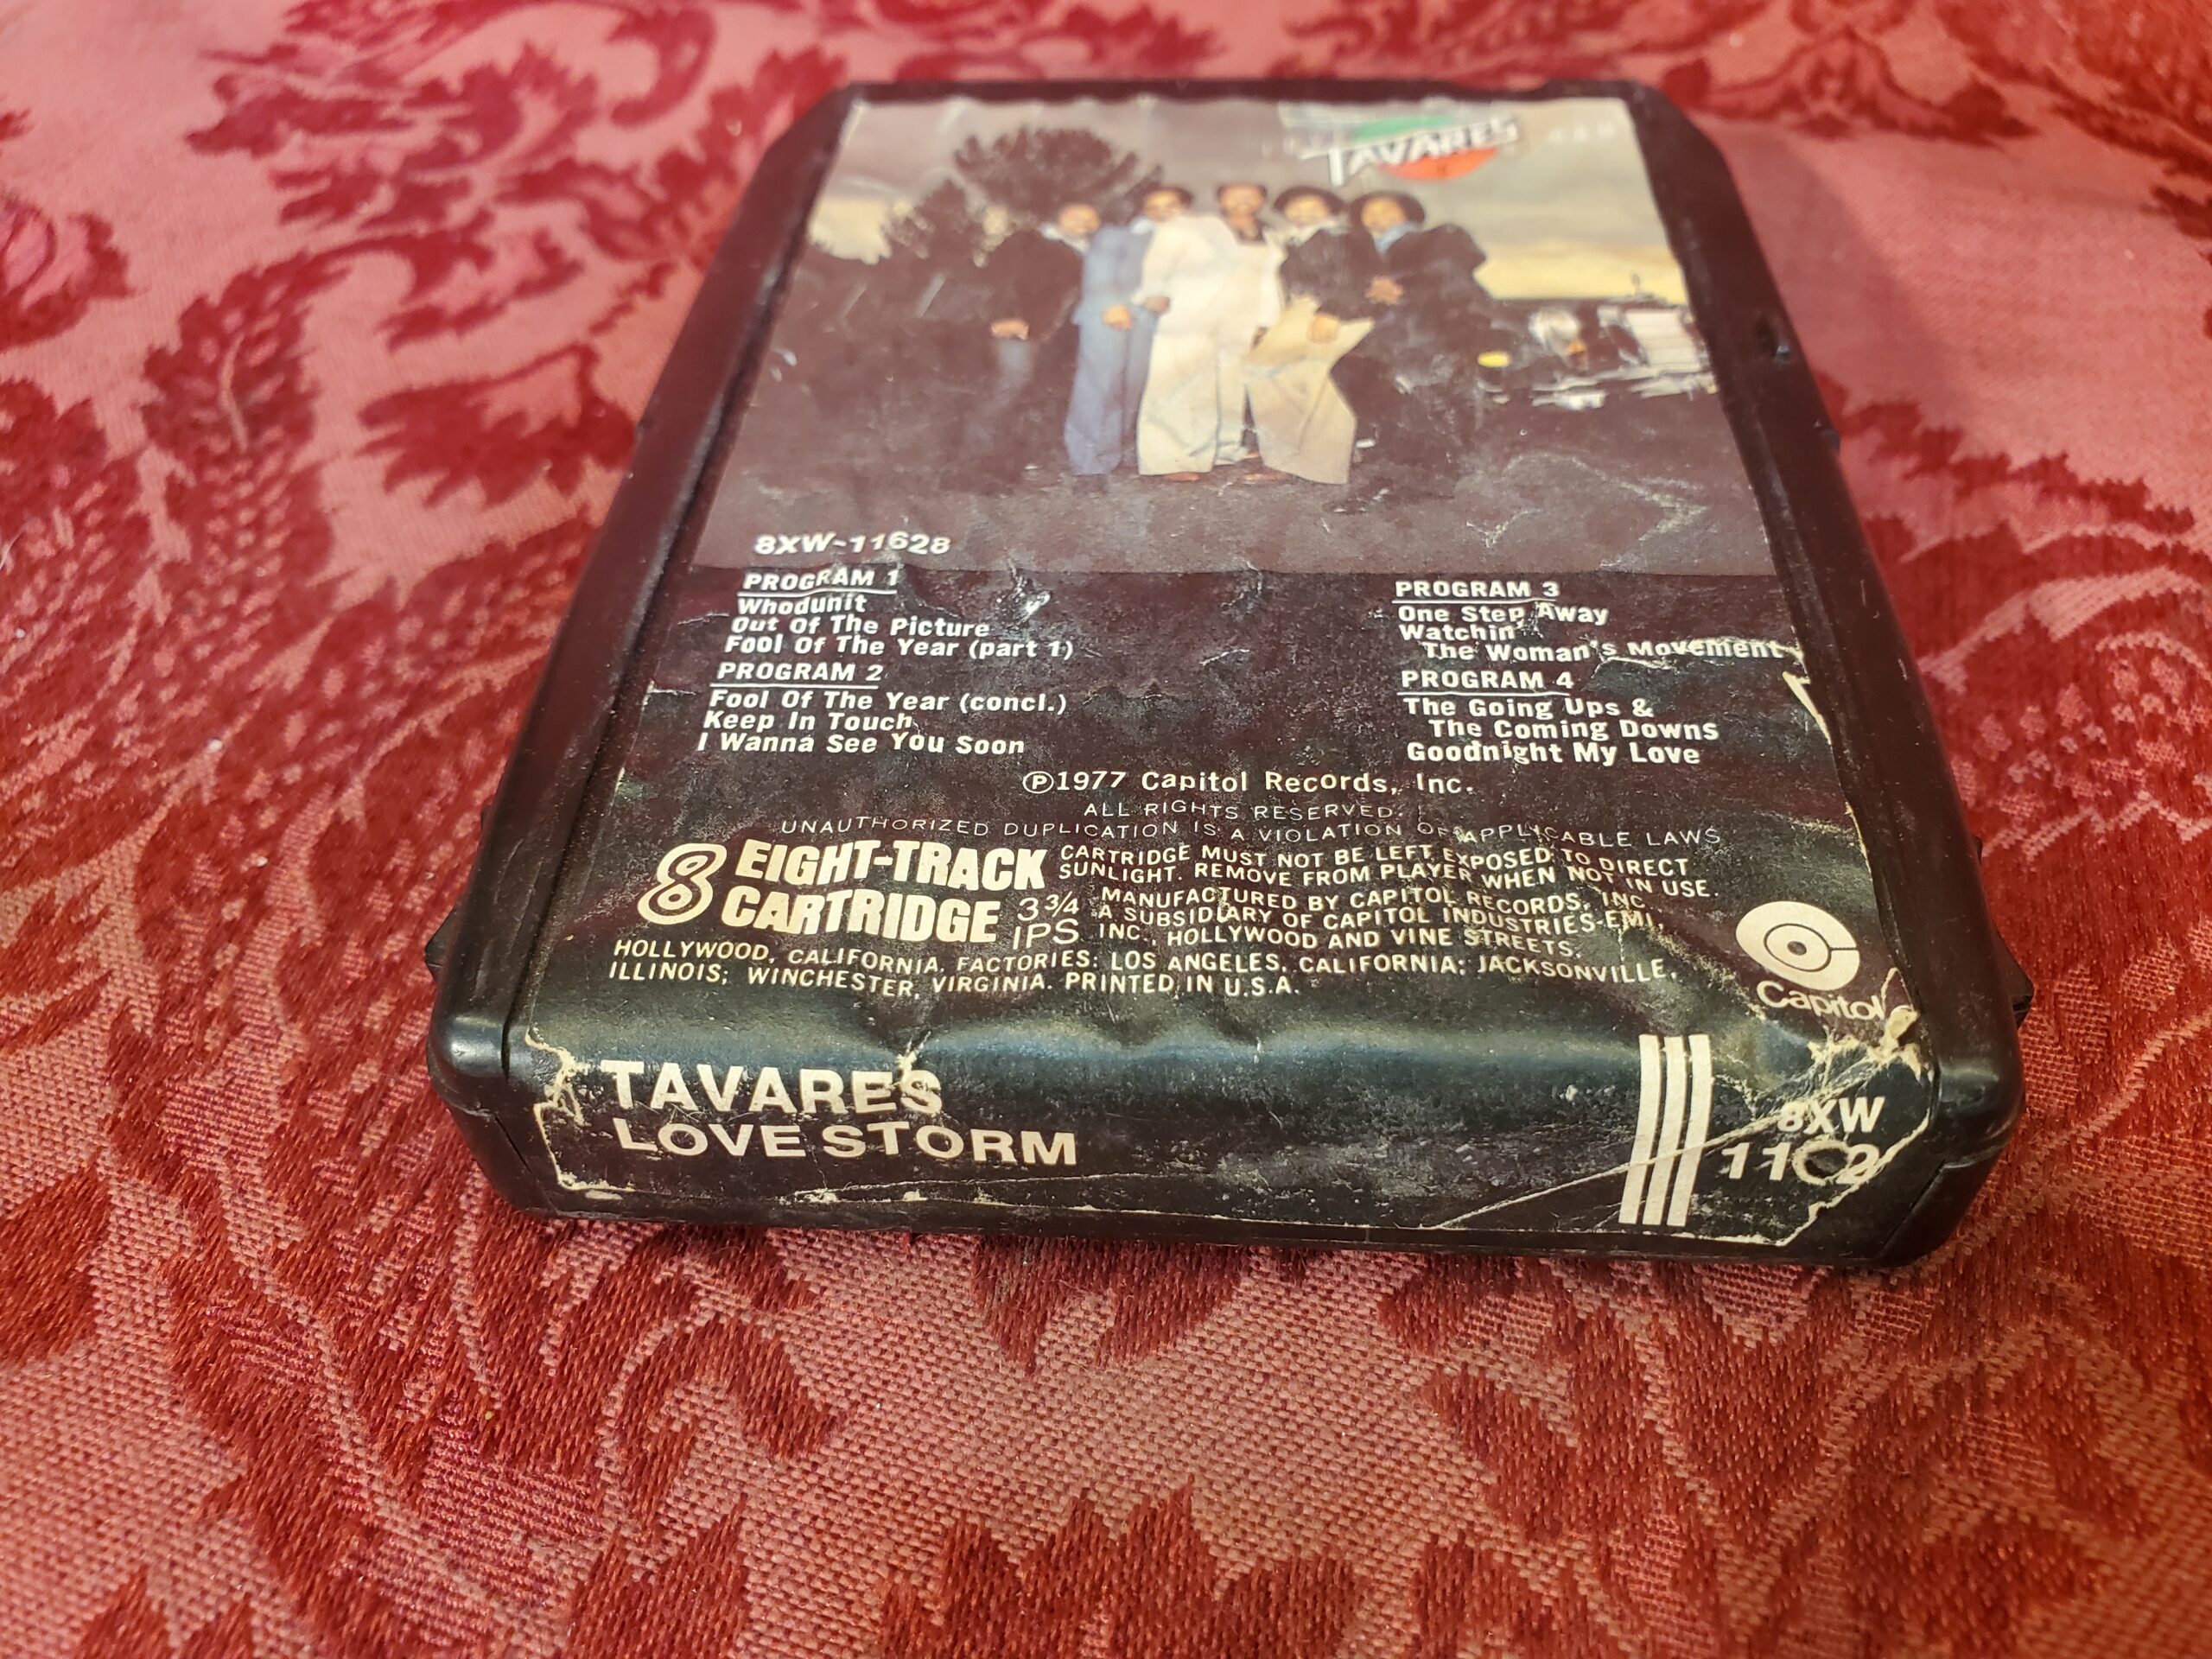 TAVARES
8XW-11628
PROGRAM 1
Whodunit
Out Of The Picture
Fool Of The Year (part 1)
PROGRAM 2
Fool Of The Year (concl.)
Keep In Touch
I Wanna See You Soon
PROGRAM 3
One Step Away
Watchin'
The Woman's Movement
PROGRAM 4
The Going Ups &
The Coming Downs
Goodnight My Love
Ⓟ1977 Capitol Records, Inc.
ALL RIGHTS RESERVED.
UNAUTHORIZED DUPLICATION IS A VIOLATION OF APPLICABLE LAWS
8 EIGHT-TRACK
CARTRIDGE
3 3/4
IPS
CARTRIDGE MUST NOT BE LEFT EXPOSED TO DIRECT
SUNLIGHT. REMOVE FROM PLAYER WHEN NOT IN USE.
MANUFACTURED BY CAPITOL RECORDS, INC.
A SUBSIDIARY OF CAPITOL INDUSTRIES-EMI,
INC., HOLLYWOOD AND VINE STREETS,
HOLLYWOOD, CALIFORNIA, FACTORIES: LOS ANGELES, CALIFORNIA; JACKSONVILLE,
ILLINOIS; WINCHESTER, VIRGINIA. PRINTED IN U.S.A.
Capitol
TAVARES
LOVE STORM
8XW